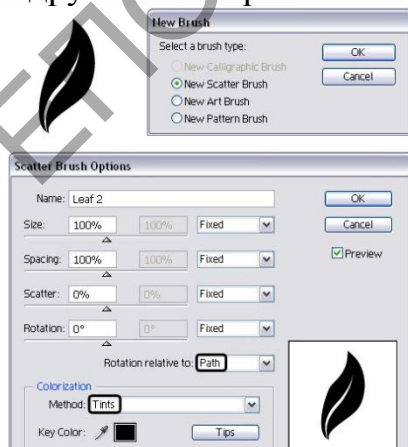 New Brush
Select a brush type:
New Calligraphic Brush
New Scatter Brush
New Art Brush
New Pattern Brush
OK
Cancel
Scatter Brush Options
Name: Leaf 2
OK
Size: 100% 100% Fixed
Cancel
Spacing: 100% 100% Fixed
Preview
Scatter: 0% 0% Fixed
Rotation: 0° 0° Fixed
Rotation relative to: Path
Colorization
Method: Tints
Key Color: Tips